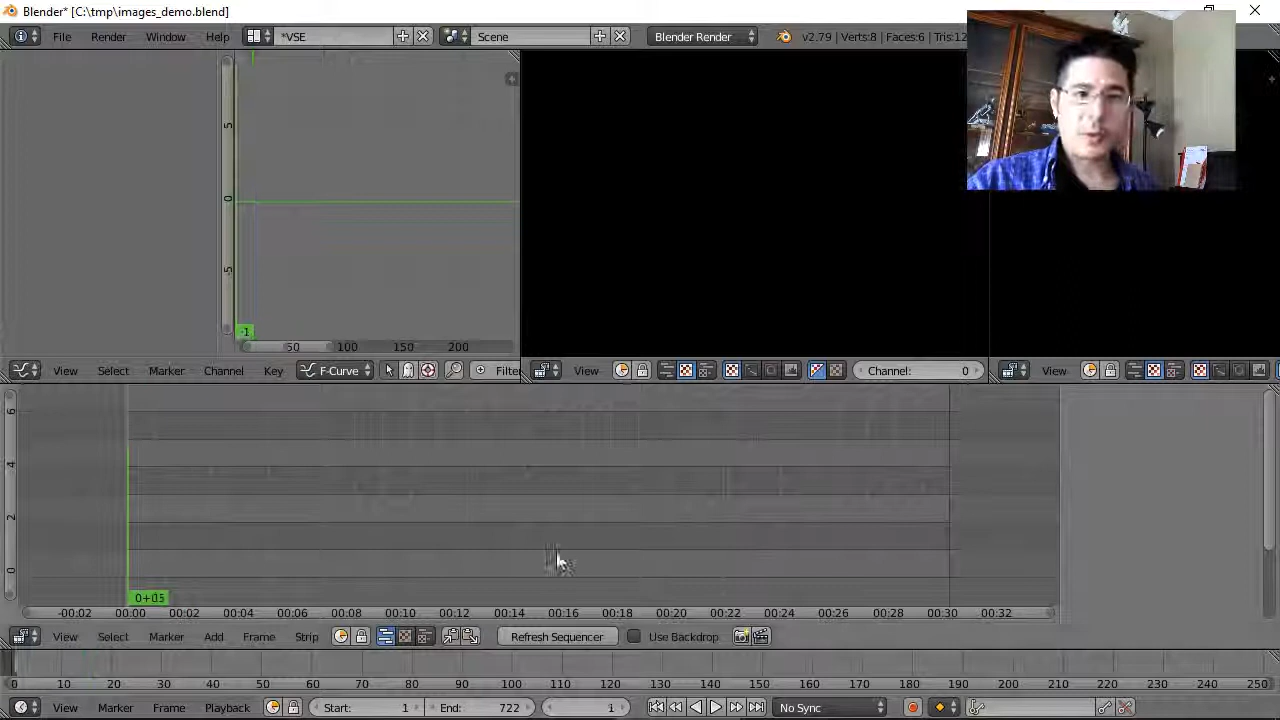 Blender* [C:\tmp\images_demo.blend]
File Render Window Help *VSE Scene Blender Render v2.79 | Verts:8 | Faces:6 | Tris:12
5
0
-5
-1
50 100 150 200
View Select Marker Channel Key F-Curve Filter
View Channel: 0 View
6
4
2
0
0+05
-00:02 00:00 00:02 00:04 00:06 00:08 00:10 00:12 00:14 00:16 00:18 00:20 00:22 00:24 00:26 00:28 00:30 00:32
View Select Marker Add Frame Strip Refresh Sequencer Use Backdrop
0 10 20 30 40 50 60 70 80 90 100 110 120 130 140 150 160 170 180 190 200 210 220 230 240 250
View Marker Frame Playback Start: 1 End: 722 1 No Sync